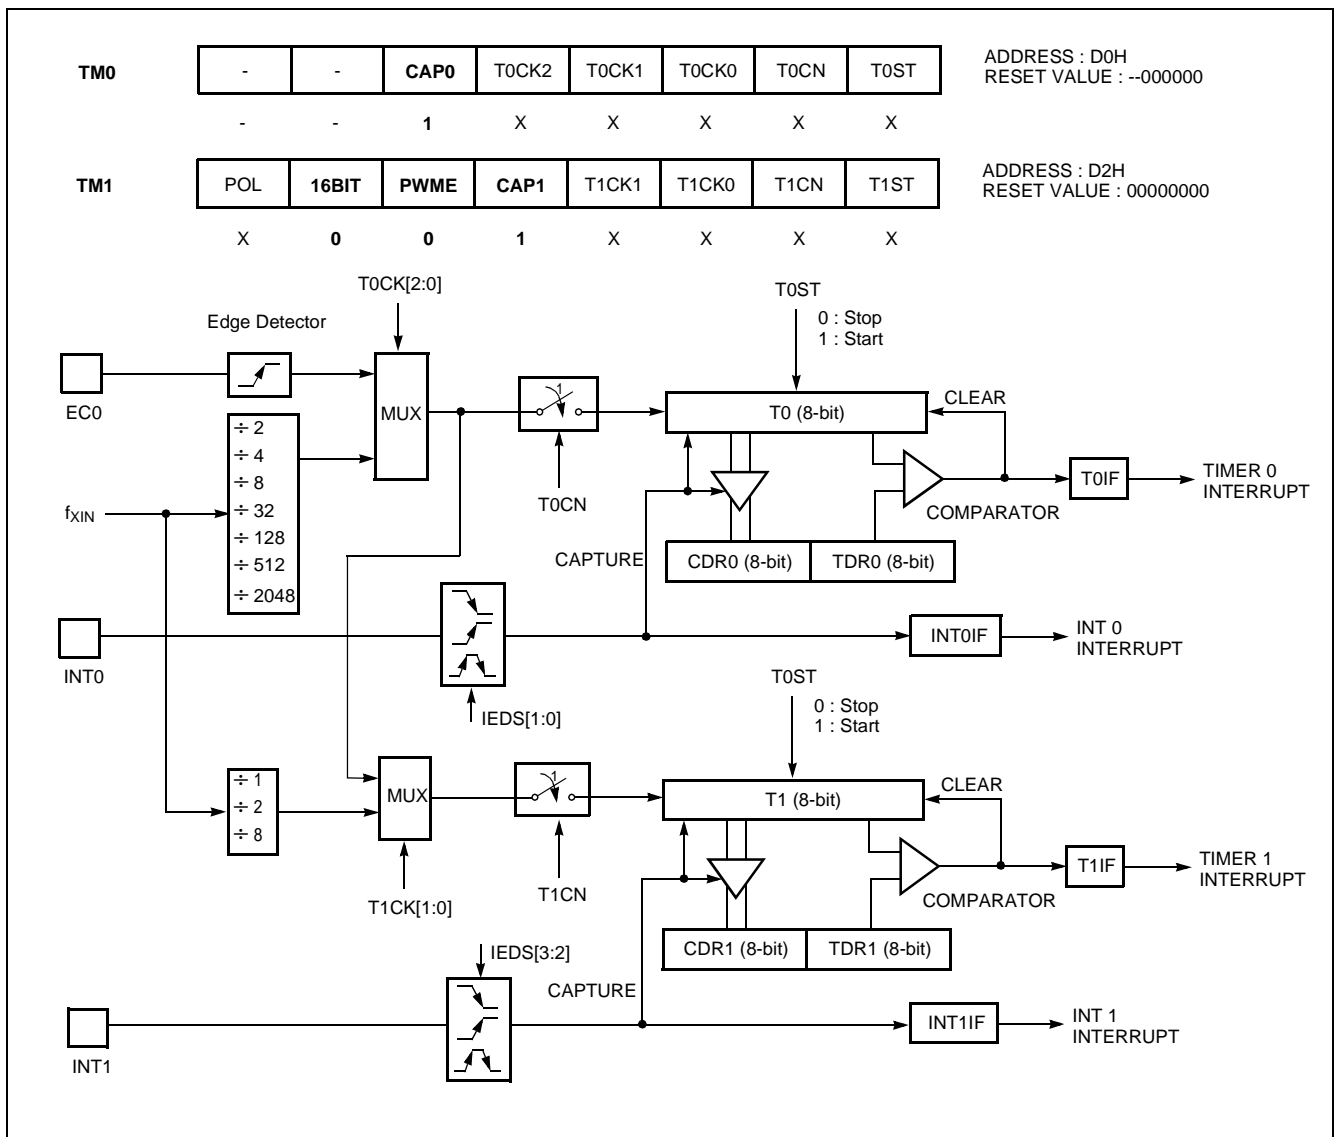 TM0 - - CAP0 T0CK2 T0CK1 T0CK0 T0CN T0ST ADDRESS : D0H
RESET VALUE : --000000
- - 1 X X X X X
TM1 POL 16BIT PWME CAP1 T1CK1 T1CK0 T1CN T1ST ADDRESS : D2H
RESET VALUE : 00000000
X 0 0 1 X X X X
T0CK[2:0]
T0ST
0 : Stop
1 : Start
Edge Detector
EC0
MUX
1
T0 (8-bit)
CLEAR
÷ 2
÷ 4
÷ 8
÷ 32
÷ 128
÷ 512
÷ 2048
fXIN
T0CN
COMPARATOR
T0IF
TIMER 0
INTERRUPT
CAPTURE
CDR0 (8-bit)
TDR0 (8-bit)
INT0
INT0IF
INT 0
INTERRUPT
IEDS[1:0]
T0ST
0 : Stop
1 : Start
÷ 1
÷ 2
÷ 8
MUX
1
T1 (8-bit)
CLEAR
T1CK[1:0]
T1CN
COMPARATOR
T1IF
TIMER 1
INTERRUPT
CDR1 (8-bit)
TDR1 (8-bit)
IEDS[3:2]
CAPTURE
INT1
INT1IF
INT 1
INTERRUPT